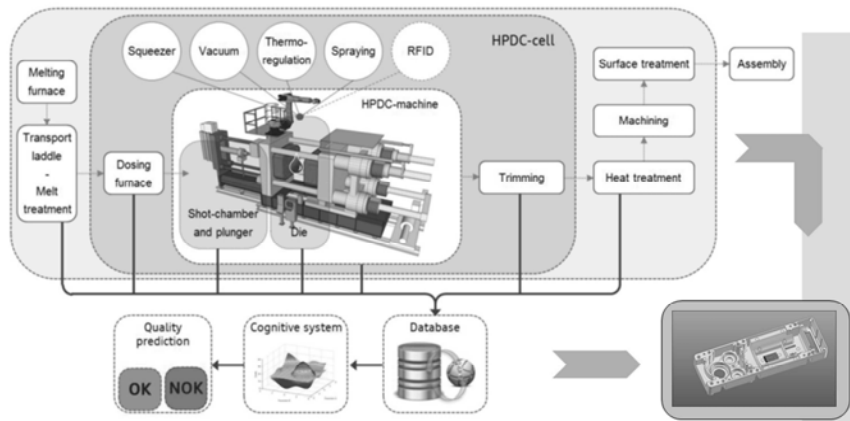 HPDC-cell
Squeezer
Vacuum
Thermo-
regulation
Spraying
RFID
Melting
furnace
Transport
laddle
-
Melt
treatment
Dosing
furnace
HPDC-machine
Shot-chamber
and plunger
Die
Trimming
Surface treatment
Assembly
Machining
Heat treatment
Quality
prediction
OK
NOK
Cognitive system
Database